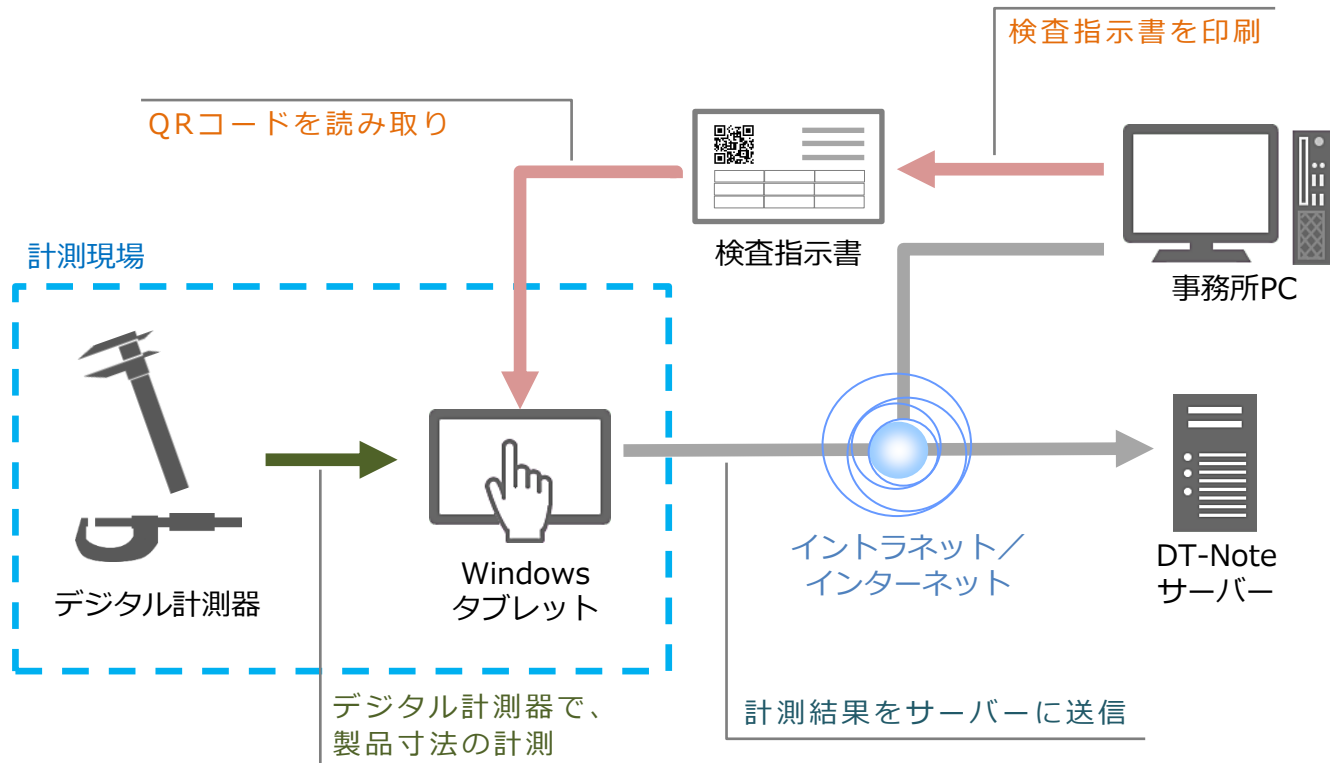 検査指示書を印刷
QRコードを読み取り
検査指示書
計測現場
事務所PC
イントラネット／
インターネット
DT-Note
サーバー
Windows
タブレット
デジタル計測器
デジタル計測器で、
製品寸法の計測
計測結果をサーバーに送信